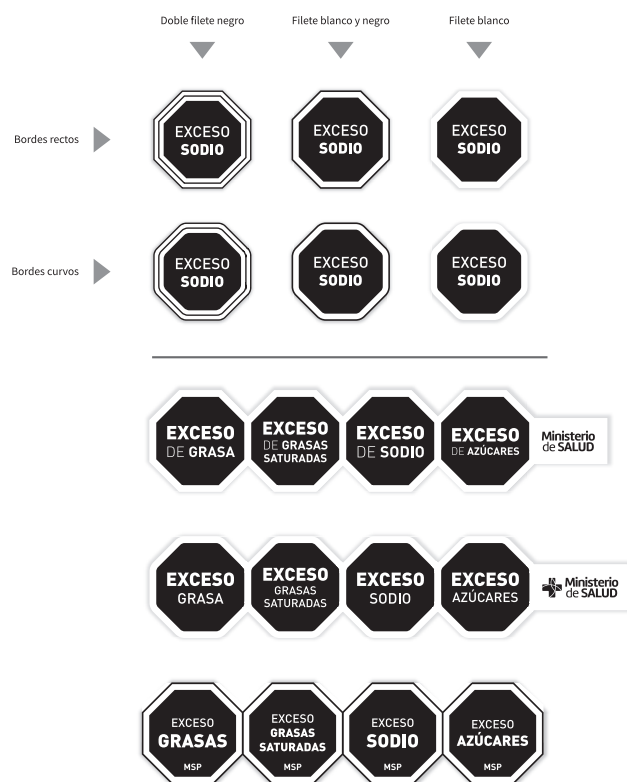 Doble filete negro
Filete blanco y negro
Filete blanco
Bordes rectos
EXCESO
SODIO
EXCESO
SODIO
EXCESO
SODIO
Bordes curvos
EXCESO
SODIO
EXCESO
SODIO
EXCESO
SODIO
EXCESO
DE GRASA
EXCESO
DE GRASAS
SATURADAS
EXCESO
DE SODIO
EXCESO
DE AZÚCARES
Ministerio
de SALUD
EXCESO
GRASA
EXCESO
GRASAS
SATURADAS
EXCESO
SODIO
EXCESO
AZÚCARES
Ministerio
de SALUD
EXCESO
GRASAS
MSP
EXCESO
GRASAS
SATURADAS
MSP
EXCESO
SODIO
MSP
EXCESO
AZÚCARES
MSP